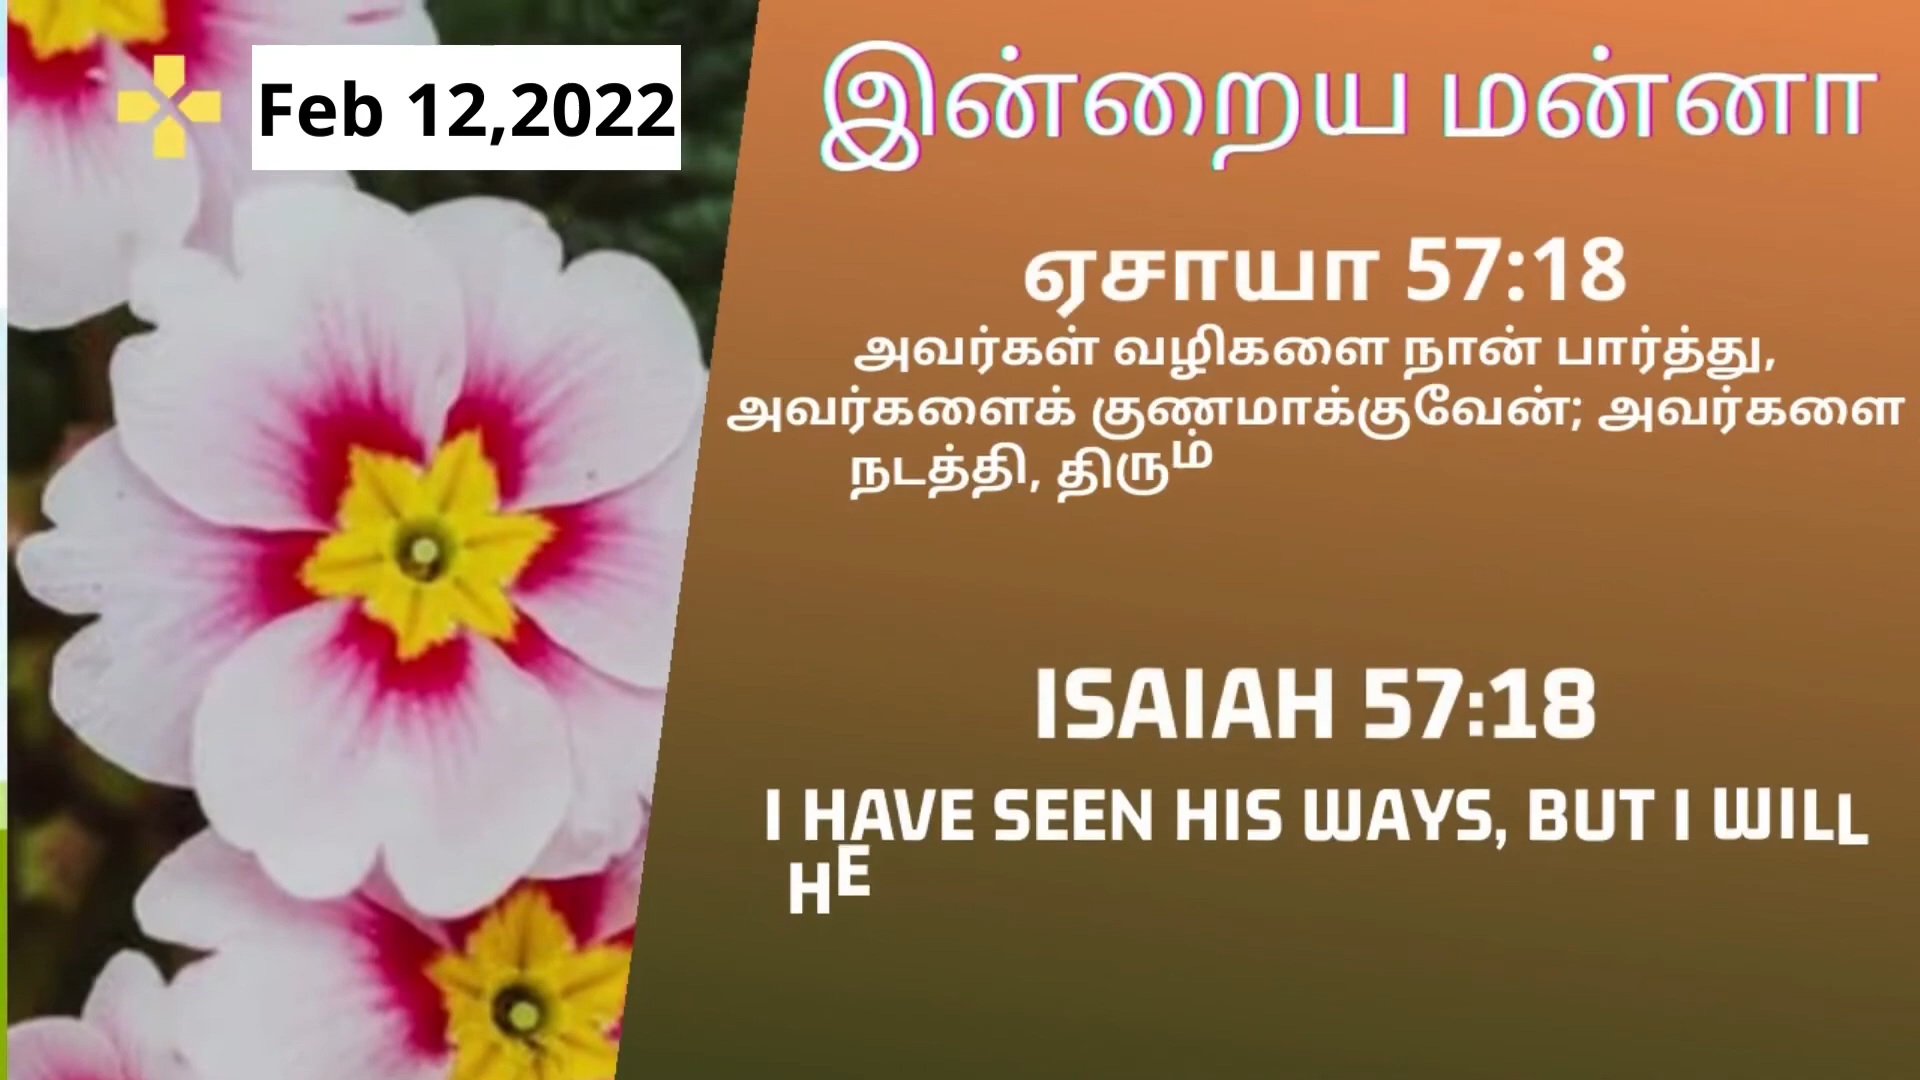 Feb 12,2022
இன்றைய மன்னா
ஏசாயா 57:18
அவர்கள் வழிகளை நான் பார்த்து,
அவர்களைக் குணமாக்குவேன்; அவர்களை
நடத்தி, திரும்
ISAIAH 57:18
I HAVE SEEN HIS WAYS, BUT I WILL
HE